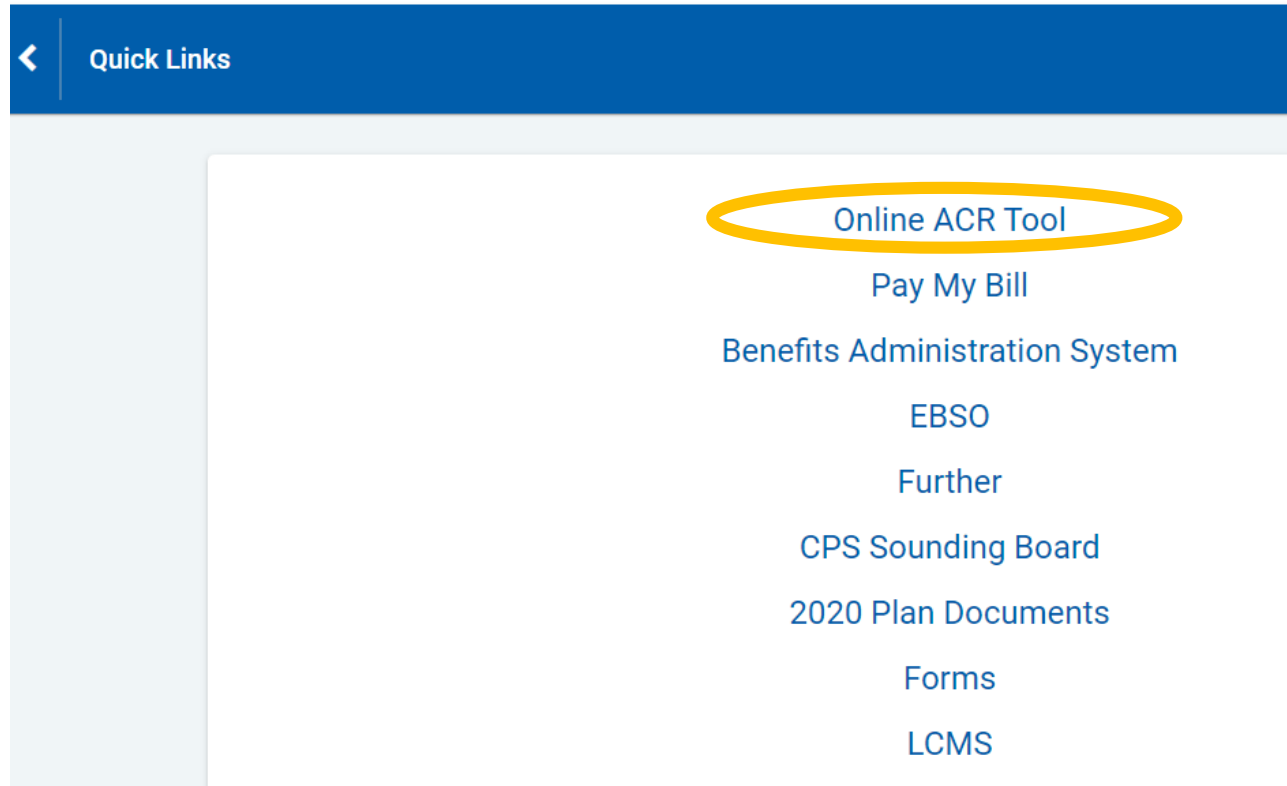 Quick Links
Online ACR Tool
Pay My Bill
Benefits Administration System
EBSO
Further
CPS Sounding Board
2020 Plan Documents
Forms
LCMS